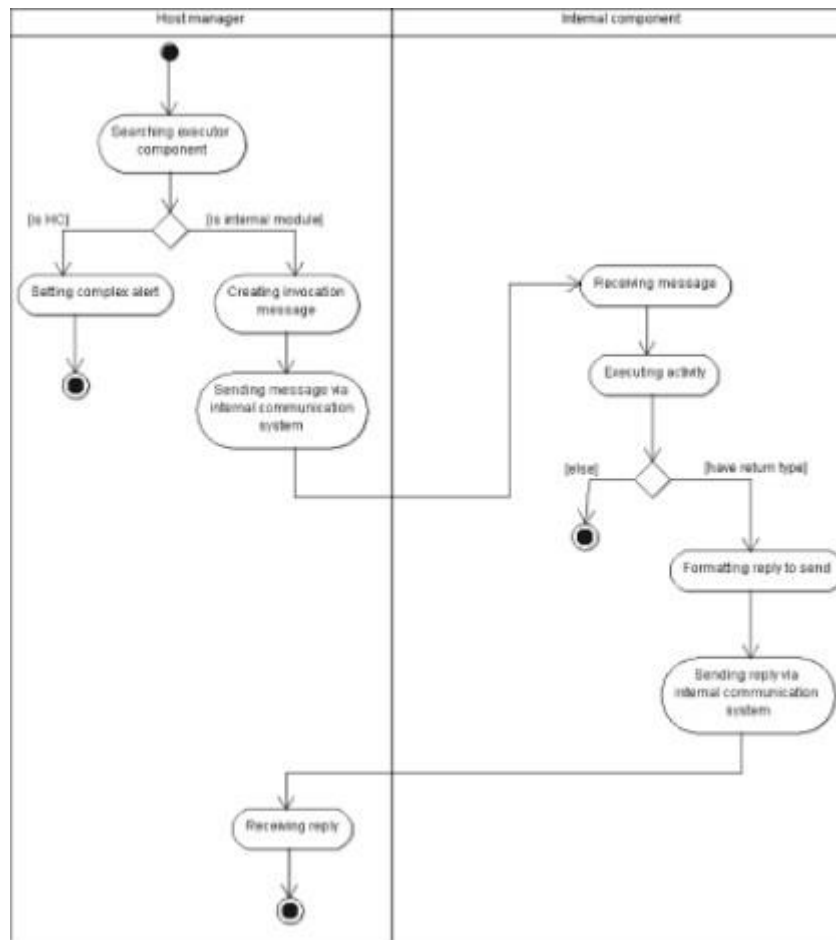 Host manager
Internal component
Searching executor
component
[is HC]
[is internal module]
Setting complex alert
Creating invocation
message
Sending message via
internal communication
system
Receiving message
Executing activity
[else]
[have return type]
Formatting reply to send
Sending reply via
internal communication
system
Receiving reply